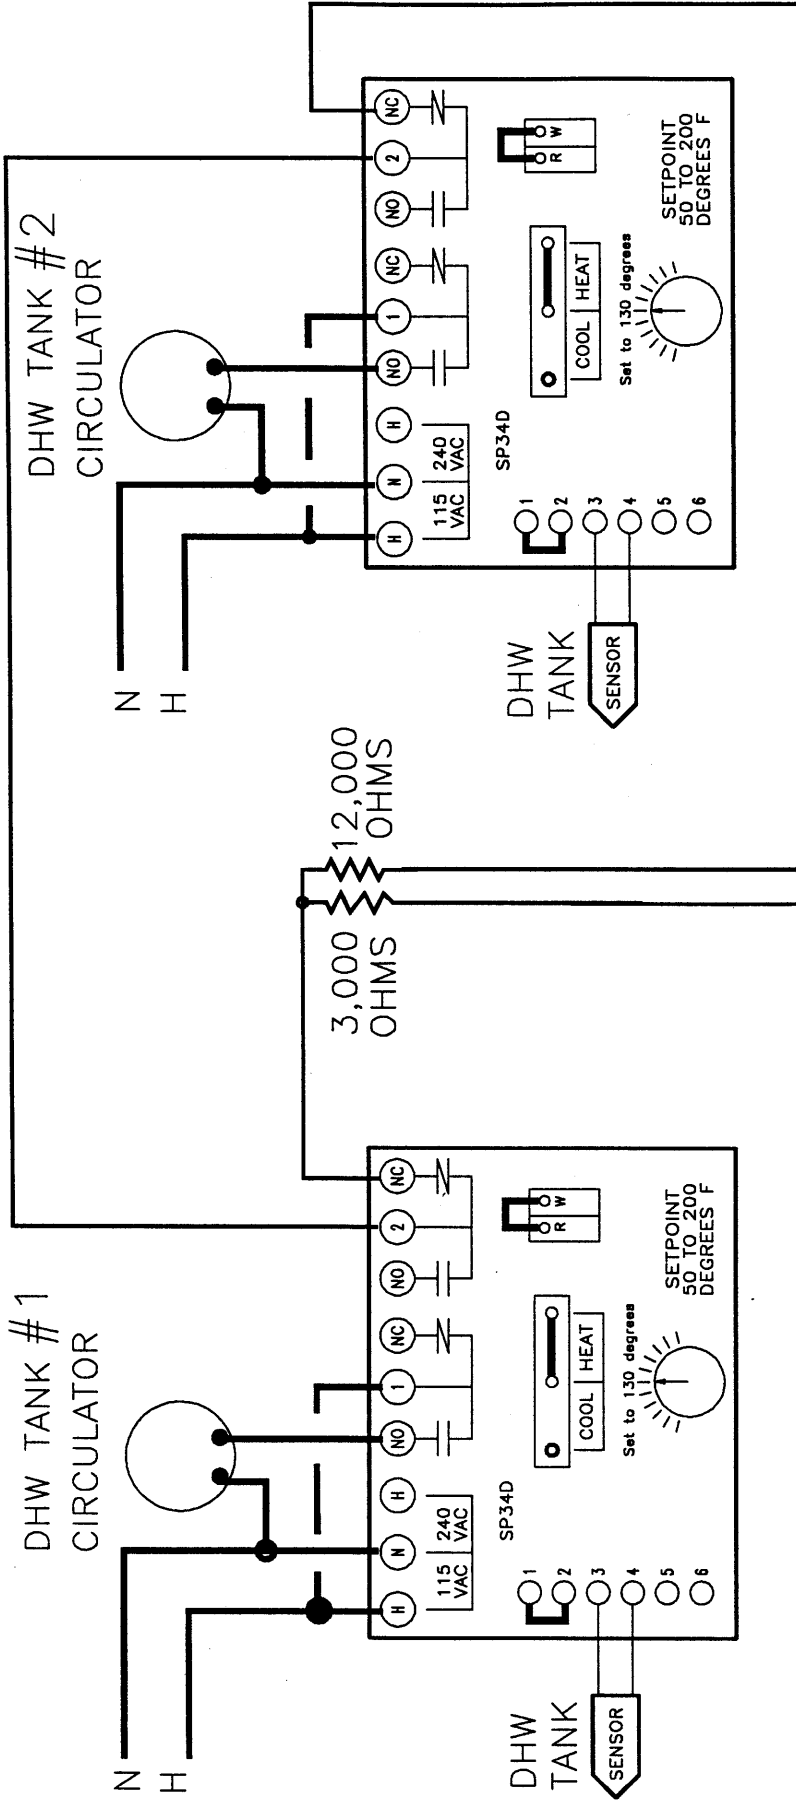 DHW TANK #1
CIRCULATOR
N
H
H
N
H
NO
1
NC
NO
2
NC
115
VAC
240
VAC
SP34D
COOL
HEAT
R
W
Set to 130 degrees
SETPOINT
50 TO 200
DEGREES F
1
2
3
4
5
6
DHW
TANK
SENSOR
3,000
OHMS
12,000
OHMS
DHW TANK #2
CIRCULATOR
N
H
H
N
H
NO
1
NC
NO
2
NC
115
VAC
240
VAC
SP34D
COOL
HEAT
R
W
Set to 130 degrees
SETPOINT
50 TO 200
DEGREES F
1
2
3
4
5
6
DHW
TANK
SENSOR